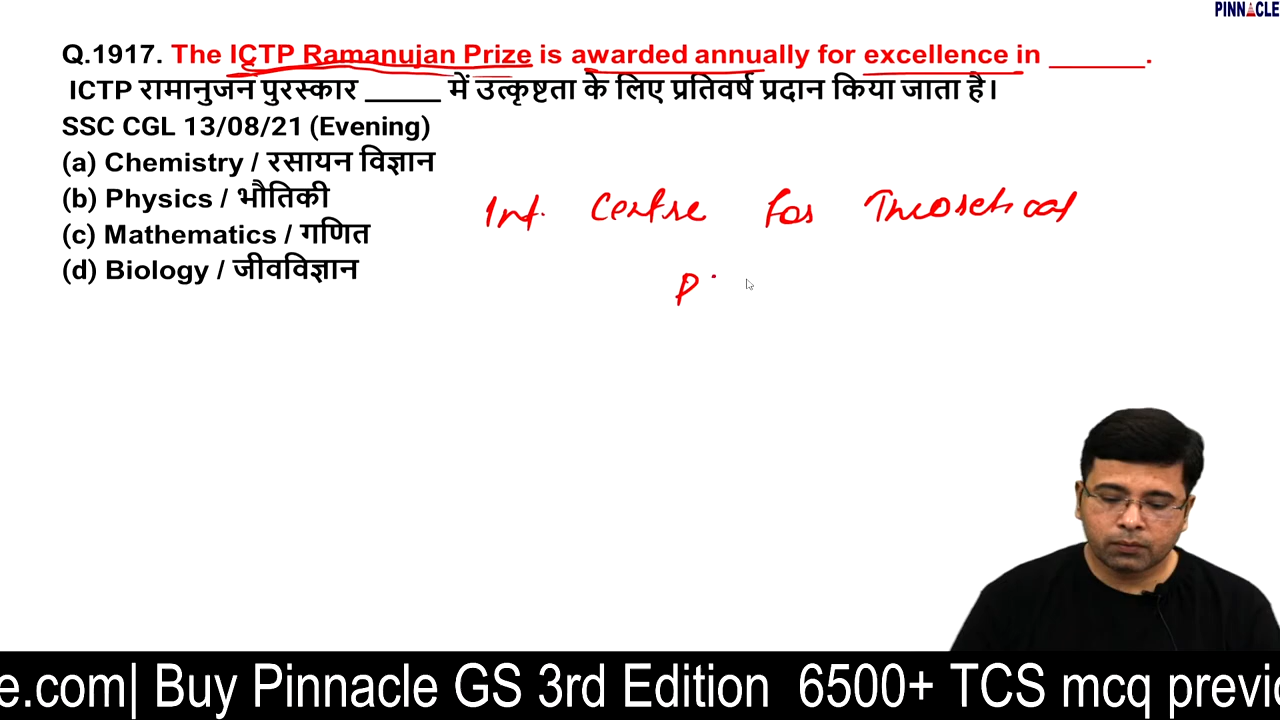 PINNACLE
Q.1917. The ICTP Ramanujan Prize is awarded annually for excellence in ______.
ICTP रामानुजन पुरस्कार _____ में उत्कृष्टता के लिए प्रतिवर्ष प्रदान किया जाता है।
SSC CGL 13/08/21 (Evening)
(a) Chemistry / रसायन विज्ञान
(b) Physics / भौतिकी
(c) Mathematics / गणित
(d) Biology / जीवविज्ञान
Int. Centre for Theoretical
P
e.com| Buy Pinnacle GS 3rd Edition 6500+ TCS mcq previo